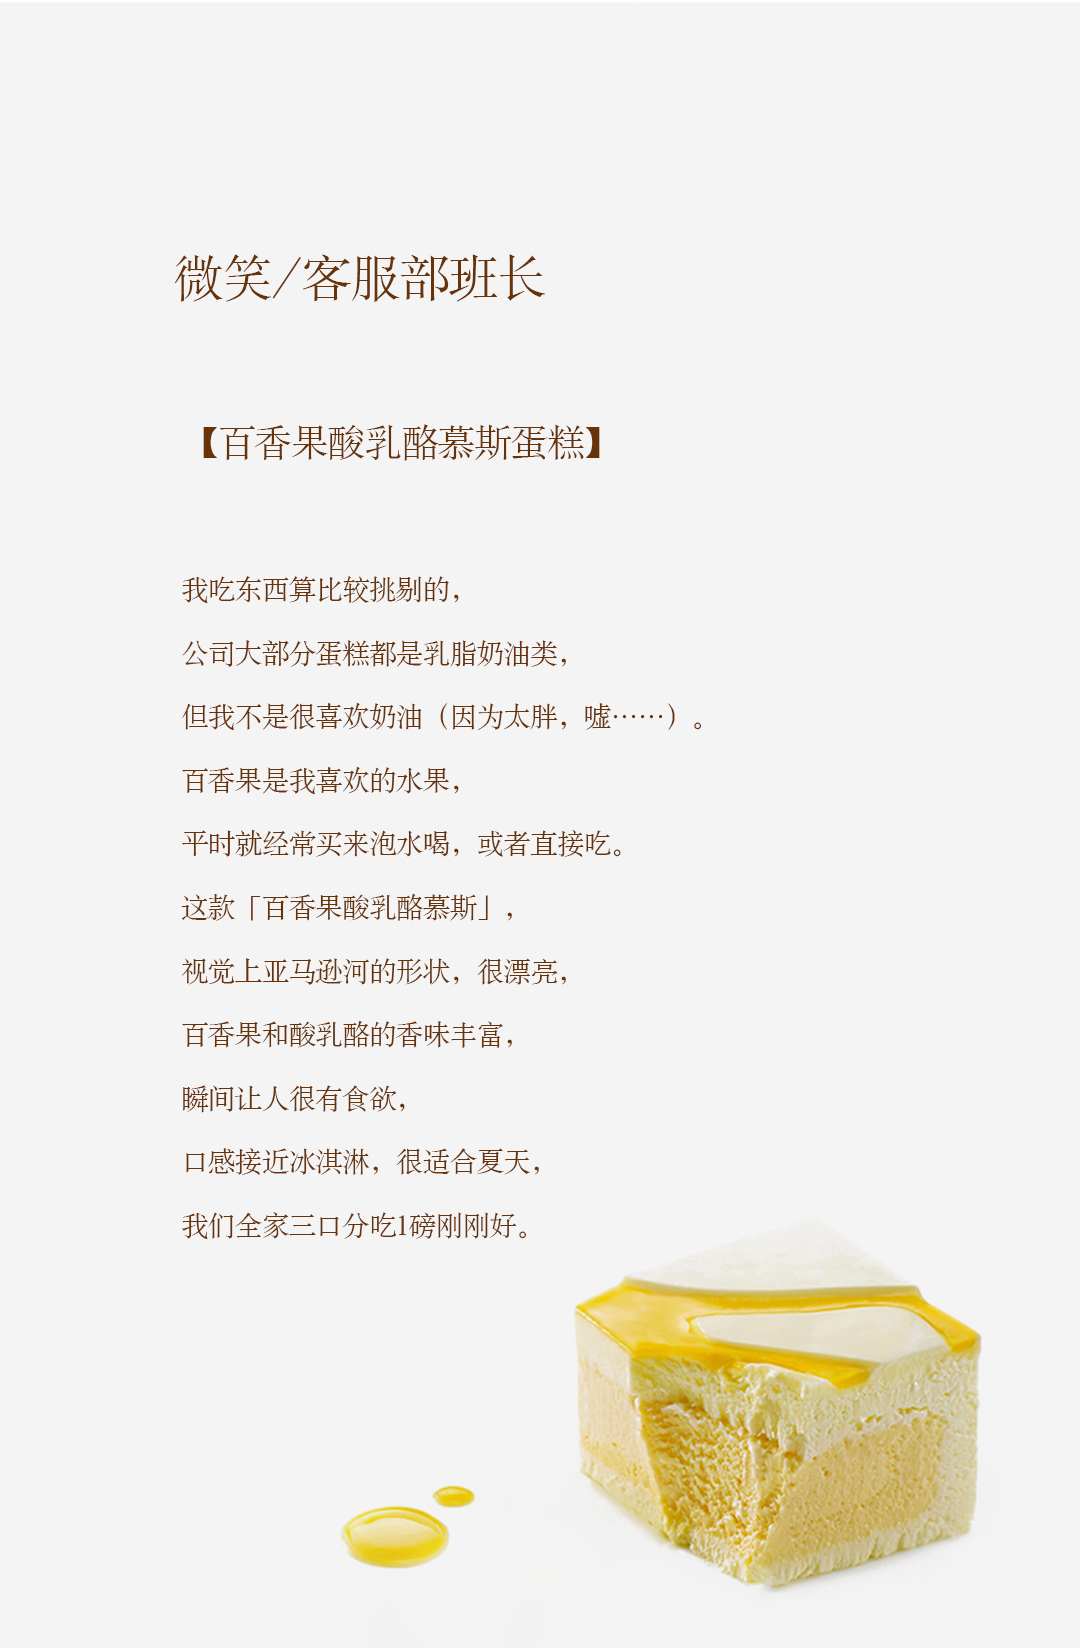 微笑/客服部班长
【百香果酸乳酪慕斯蛋糕】
我吃东西算比较挑剔的，
公司大部分蛋糕都是乳脂奶油类，
但我不是很喜欢奶油（因为太胖，嘘……）。
百香果是我喜欢的水果，
平时就经常买来泡水喝，或者直接吃。
这款「百香果酸乳酪慕斯」，
视觉上亚马逊河的形状，很漂亮，
百香果和酸乳酪的香味丰富，
瞬间让人很有食欲，
口感接近冰淇淋，很适合夏天，
我们全家三口分吃1磅刚刚好。